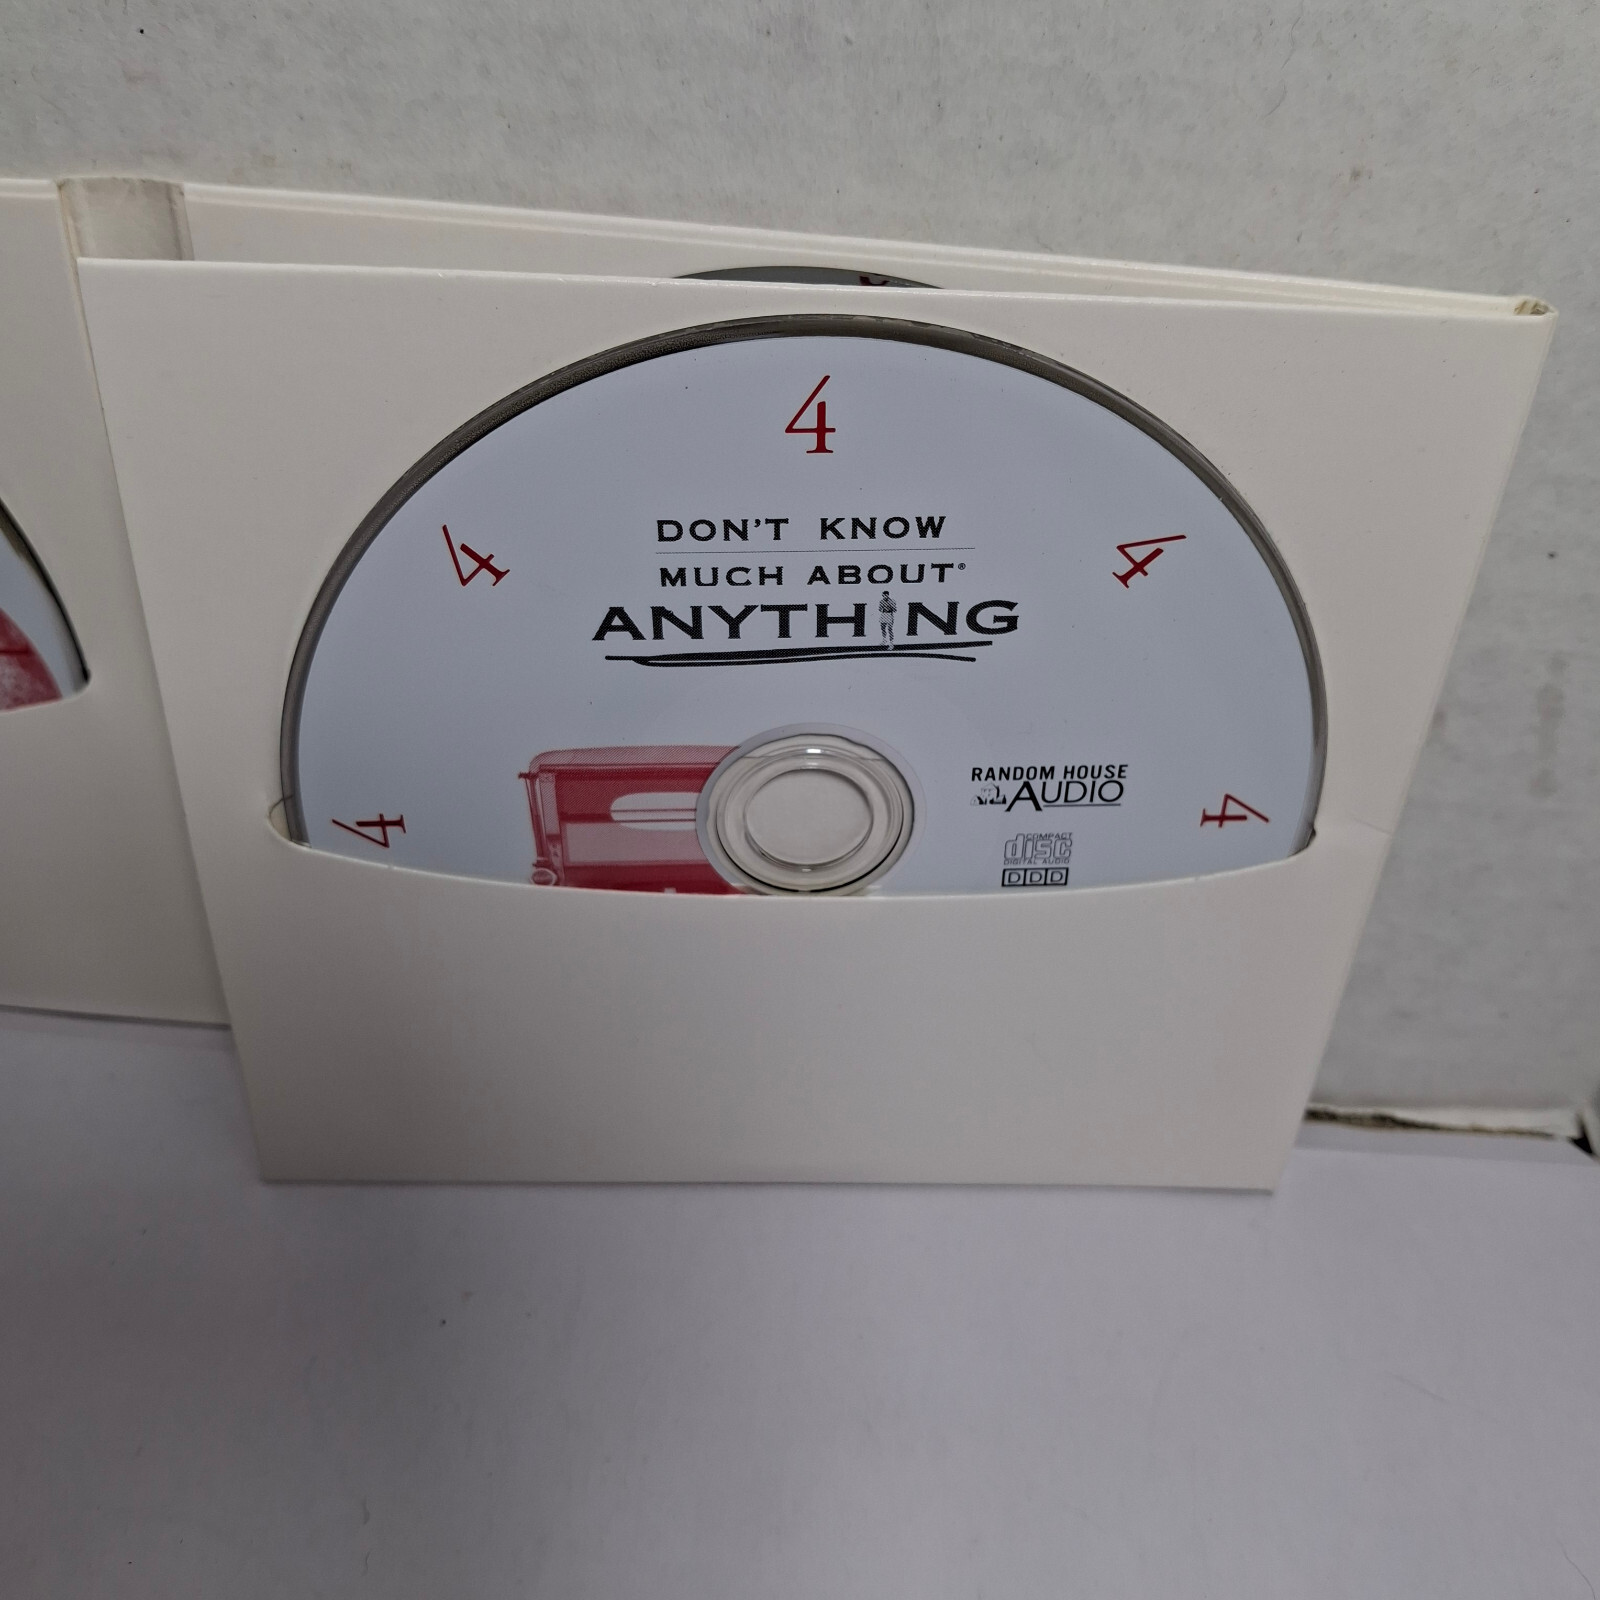 4
4
4
DON'T KNOW
MUCH ABOUT®
ANYTHING
RANDOM HOUSE
AUDIO
4
4
COMPACT
disc
DIGITAL AUDIO
DDD